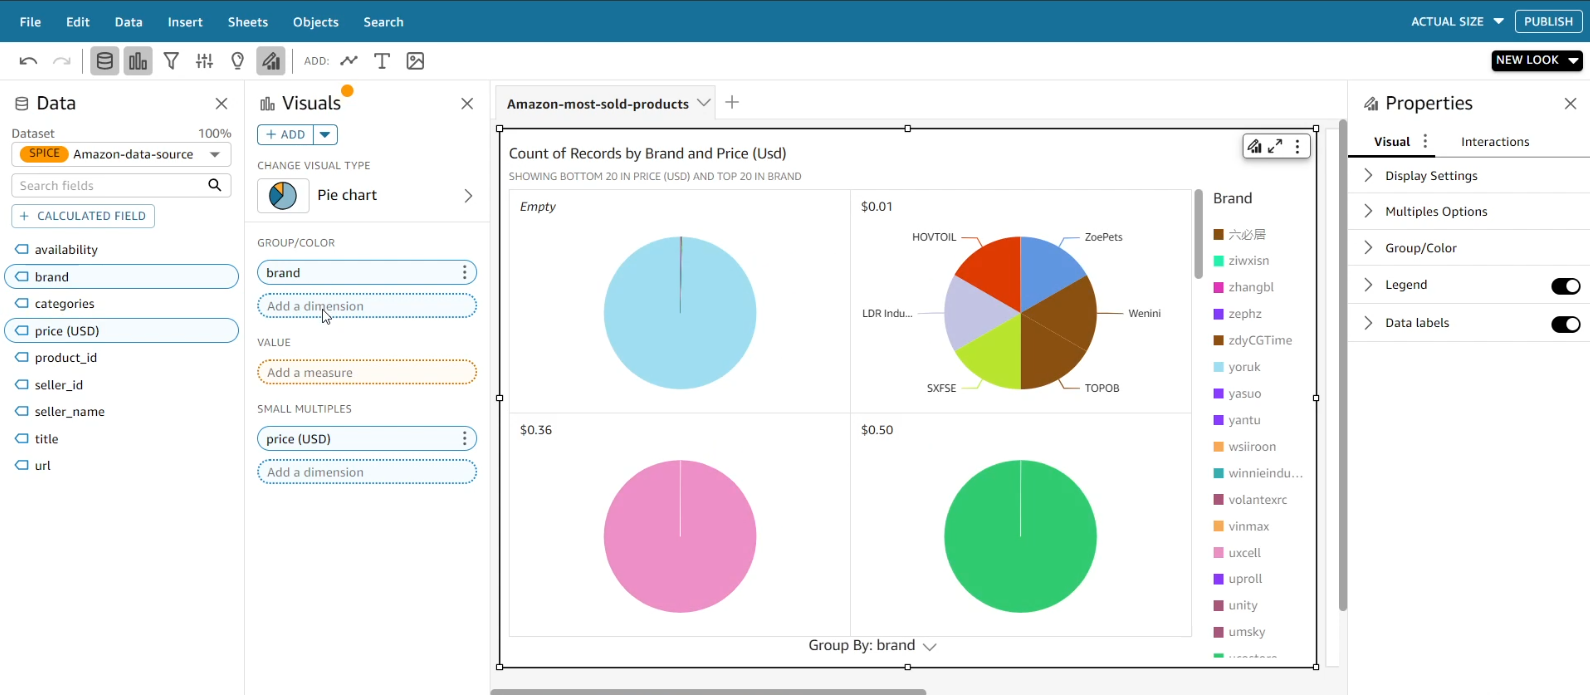 File Edit Data Insert Sheets Objects Search ACTUAL SIZE PUBLISH
ADD: NEW LOOK
Data
Dataset 100%
SPICE Amazon-data-source
Search fields
+ CALCULATED FIELD
availability
brand
categories
price (USD)
product_id
seller_id
seller_name
title
url
Visuals
+ ADD
CHANGE VISUAL TYPE
Pie chart
GROUP/COLOR
brand
Add a dimension
VALUE
Add a measure
SMALL MULTIPLES
price (USD)
Add a dimension
Amazon-most-sold-products
Count of Records by Brand and Price (Usd)
SHOWING BOTTOM 20 IN PRICE (USD) AND TOP 20 IN BRAND
Empty
$0.01
HOVTOIL
ZoePets
LDR Indu...
Wenini
SXFSE
TOPOB
$0.36
$0.50
Group By: brand
Brand
六必居
ziwxisn
zhangbl
zephz
zdyCGTime
yoruk
yasuo
yantu
wsiiroon
winnieindu...
volantexrc
vinmax
uxcell
uproll
unity
umsky
Properties
Visual Interactions
Display Settings
Multiples Options
Group/Color
Legend
Data labels